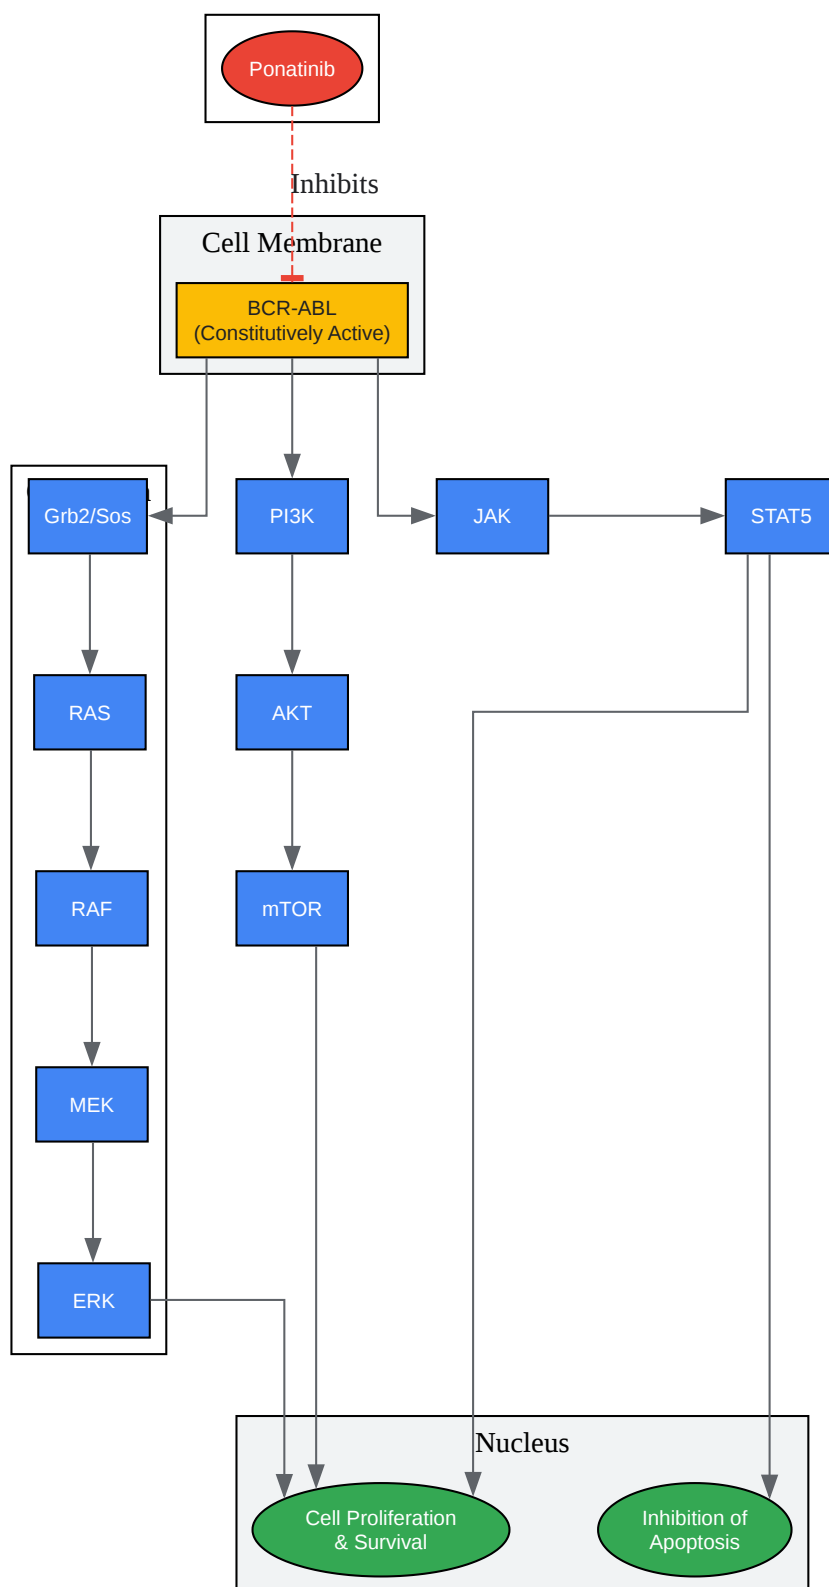 Ponatinib
Inhibits
Cell Membrane
BCR-ABL
(Constitutively Active)
Grb2/Sos
PI3K
JAK
STAT5
RAS
AKT
RAF
mTOR
MEK
ERK
Nucleus
Cell Proliferation
& Survival
Inhibition of
Apoptosis